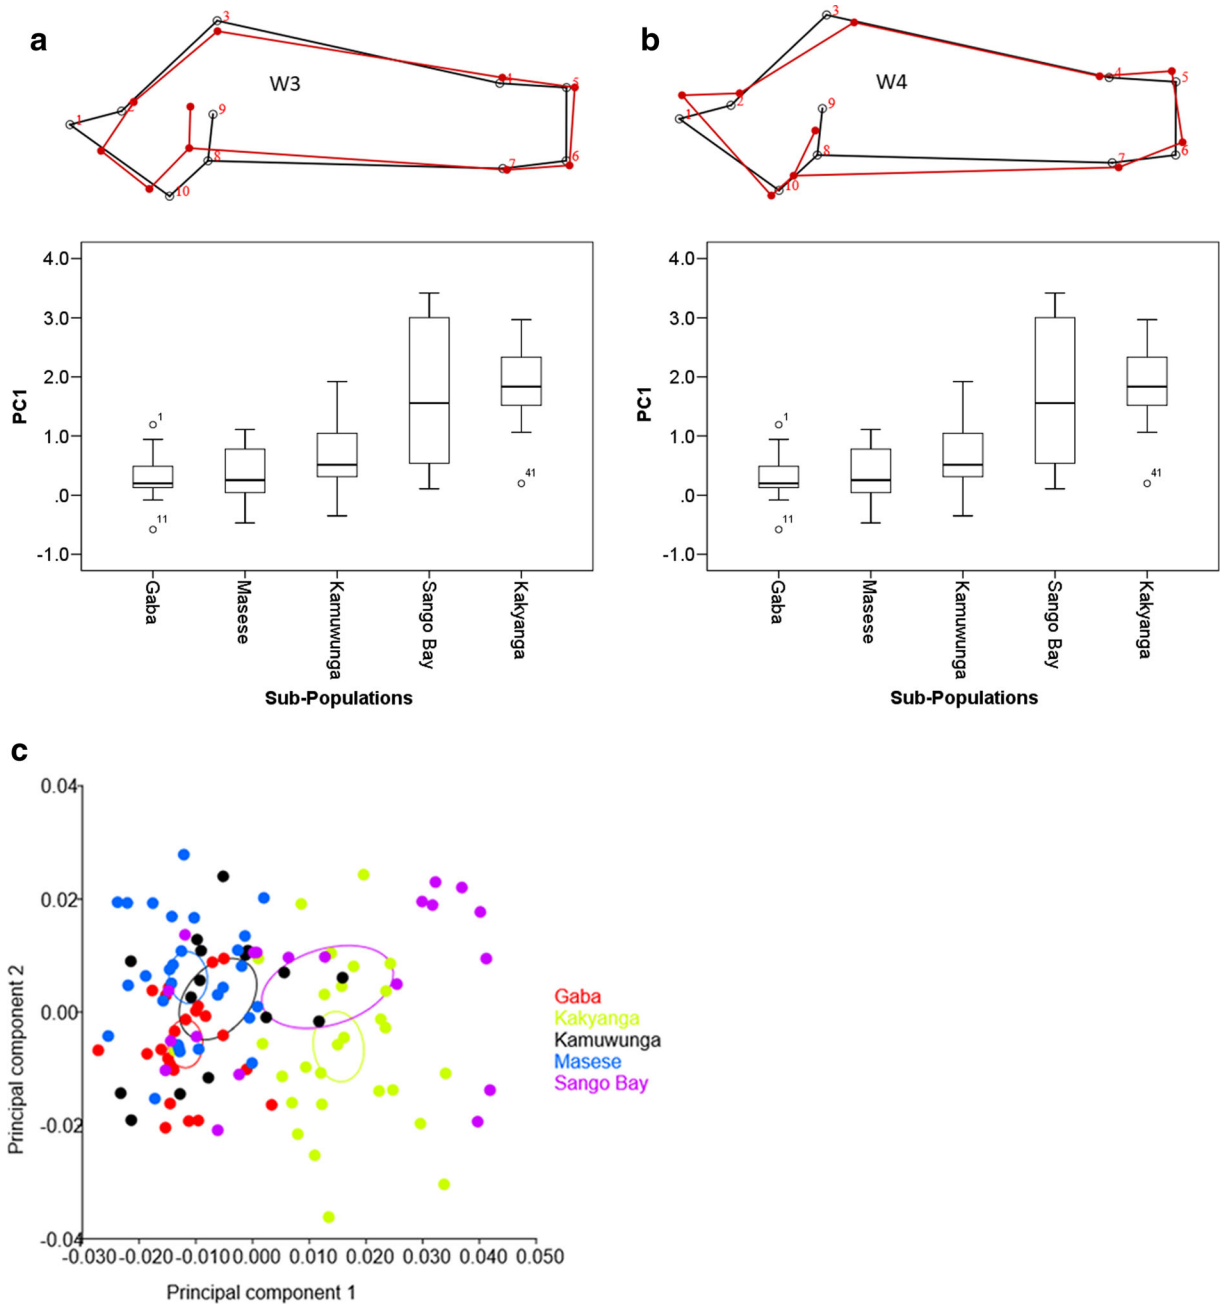 a
3
W3
4
5
2
1
9
8
7
6
10
b
3
W4
4
5
2
1
9
8
7
6
10
4.0
3.0
2.0
1.0
.0
-1.0
PC1
1
11
41
Gaba
Masese
Kamuwunga
Sango Bay
Kakyanga
Sub-Populations
4.0
3.0
2.0
1.0
.0
-1.0
PC1
1
11
41
Gaba
Masese
Kamuwunga
Sango Bay
Kakyanga
Sub-Populations
c
0.04
0.02
0.00
-0.02
-0.04
Principal component 2
Gaba
Kakyanga
Kamuwunga
Masese
Sango Bay
-0.030 -0.020 -0.010 0.000 0.010 0.020 0.030 0.040 0.050
Principal component 1